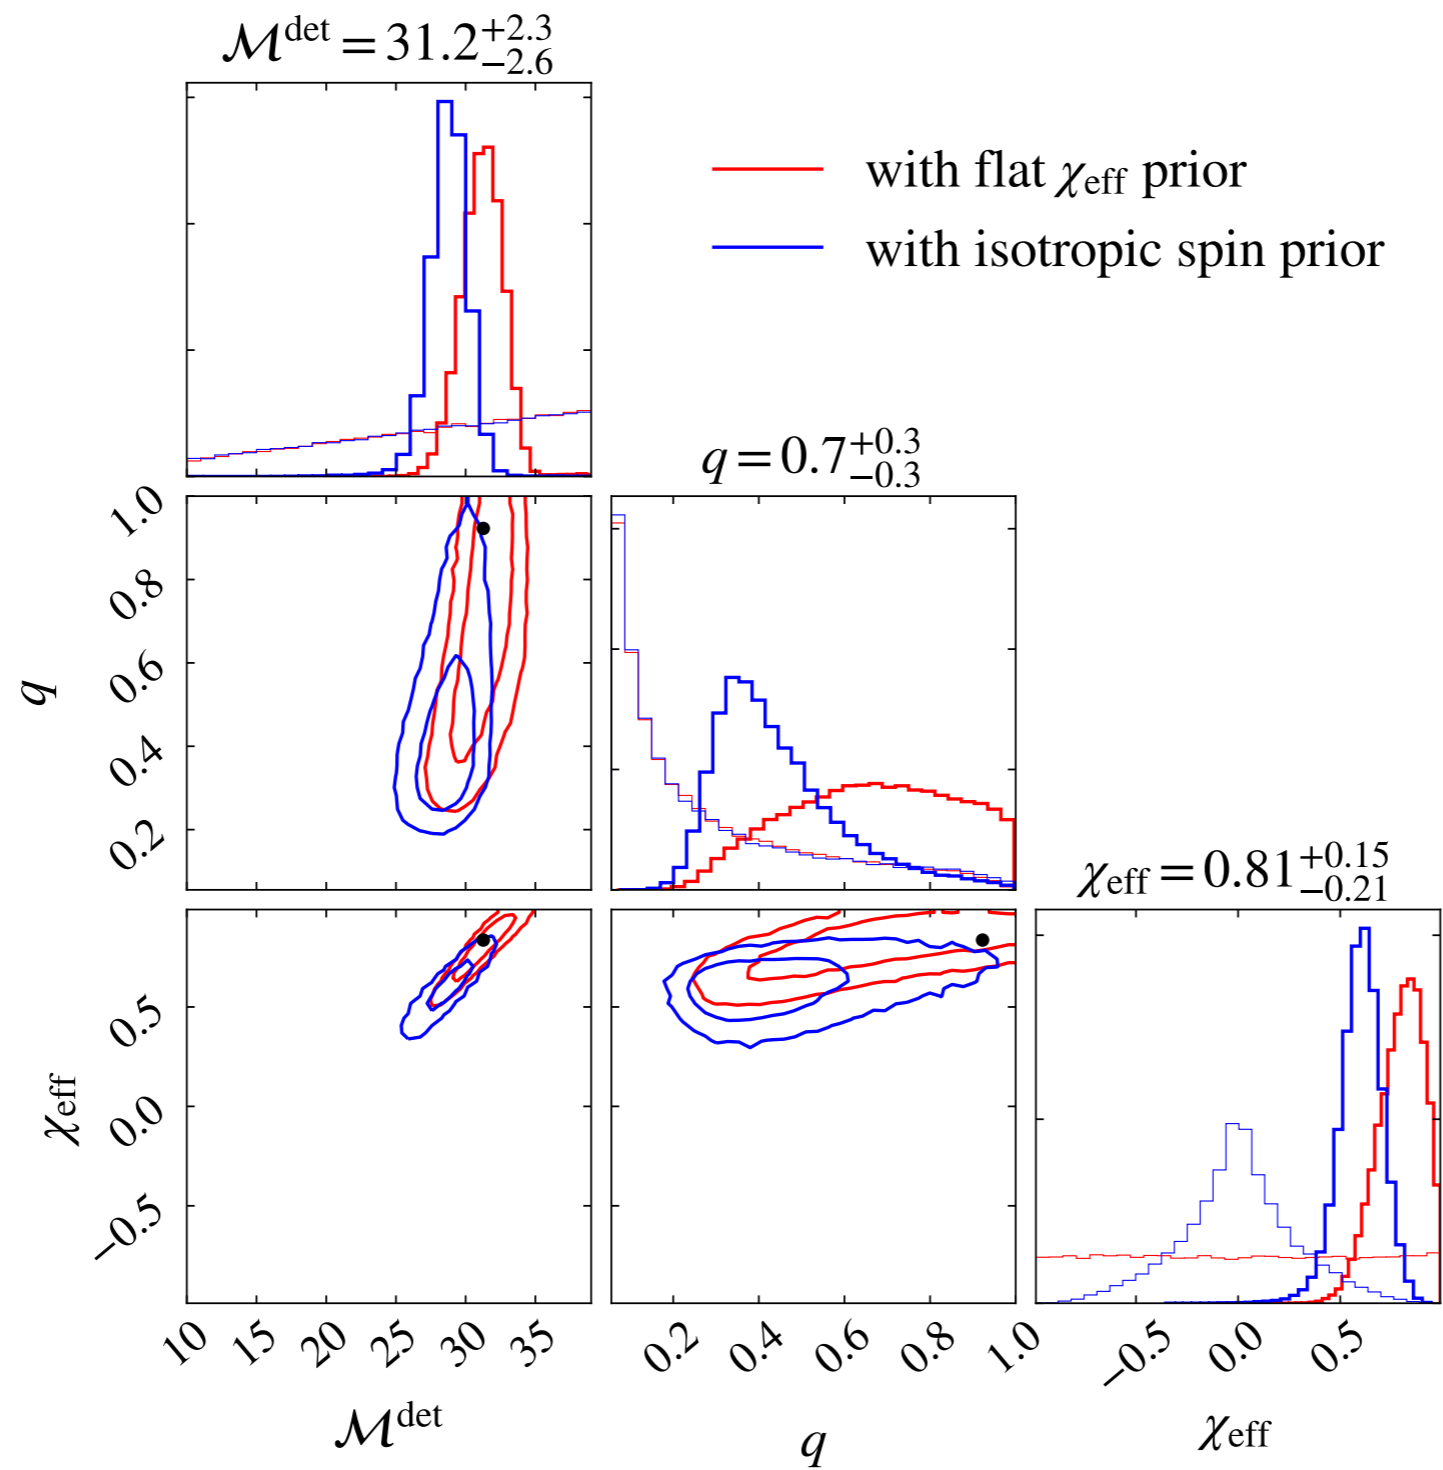 ℳ^det = 31.2^{+2.3}_{−2.6}
with flat χ_eff prior
with isotropic spin prior
q = 0.7^{+0.3}_{−0.3}
1.0
0.8
0.6
0.4
0.2
q
χ_eff = 0.81^{+0.15}_{−0.21}
0.5
0.0
−0.5
χ_eff
10 15 20 25 30 35
0.2 0.4 0.6 0.8 1.0
−0.5 0.0 0.5
ℳ^det
q
χ_eff